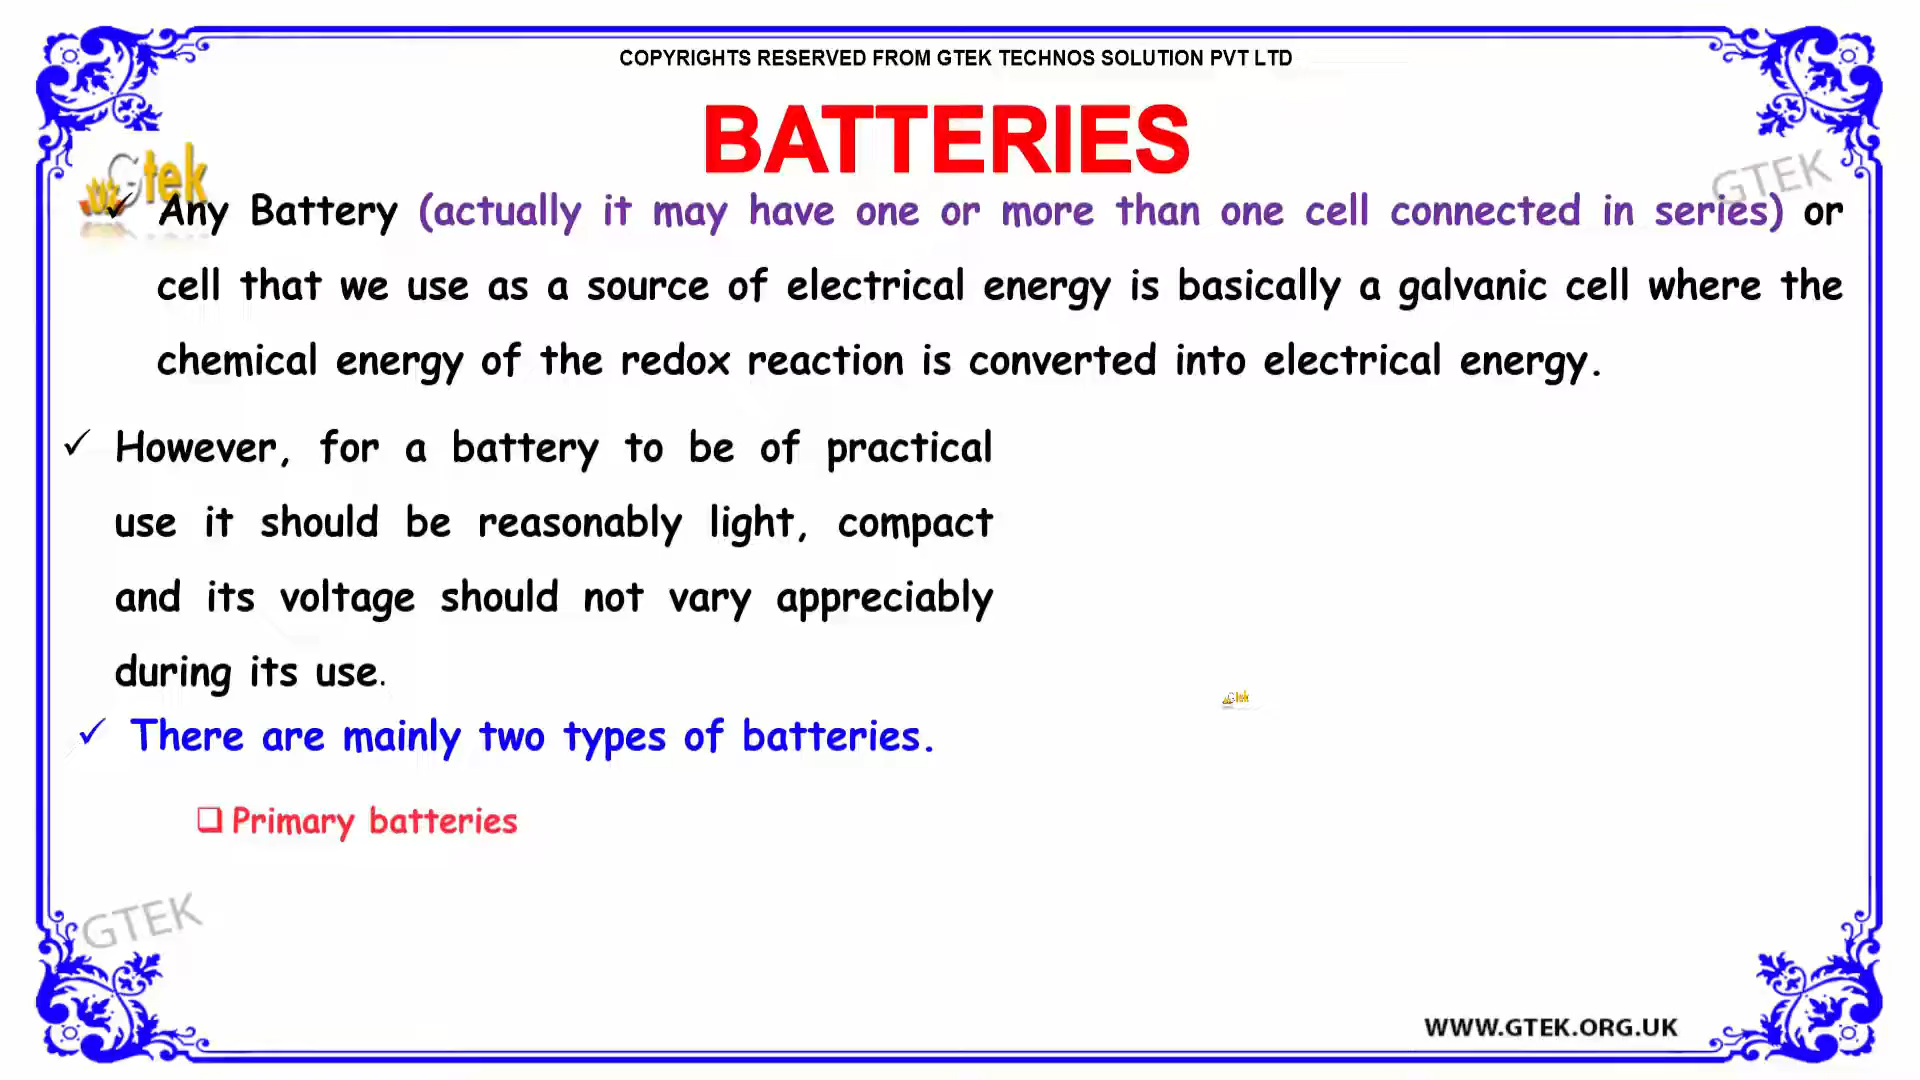 COPYRIGHTS RESERVED FROM GTEK TECHNOS SOLUTION PVT LTD
BATTERIES
Gtek
GTEK
✓ Any Battery (actually it may have one or more than one cell connected in series) or
cell that we use as a source of electrical energy is basically a galvanic cell where the
chemical energy of the redox reaction is converted into electrical energy.
✓ However, for a battery to be of practical
use it should be reasonably light, compact
and its voltage should not vary appreciably
during its use.
Gtek
✓ There are mainly two types of batteries.
❑ Primary batteries
GTEK
WWW.GTEK.ORG.UK